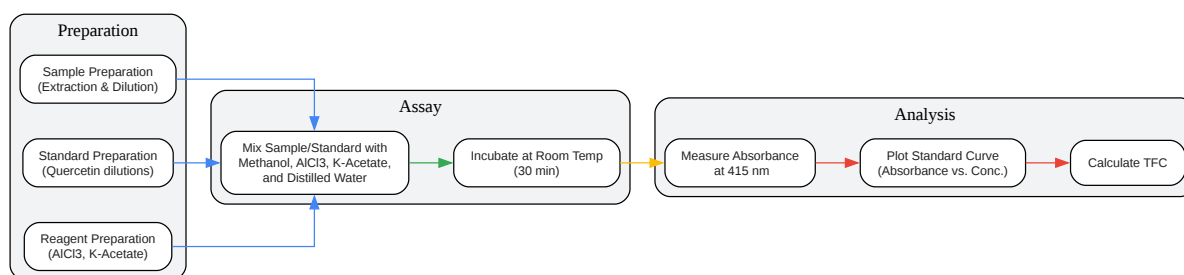 Preparation
Sample Preparation
(Extraction & Dilution)
Standard Preparation
(Quercetin dilutions)
Reagent Preparation
(AlCl3, K-Acetate)
Assay
Mix Sample/Standard with
Methanol, AlCl3, K-Acetate,
and Distilled Water
Incubate at Room Temp
(30 min)
Analysis
Measure Absorbance
at 415 nm
Plot Standard Curve
(Absorbance vs. Conc.)
Calculate TFC